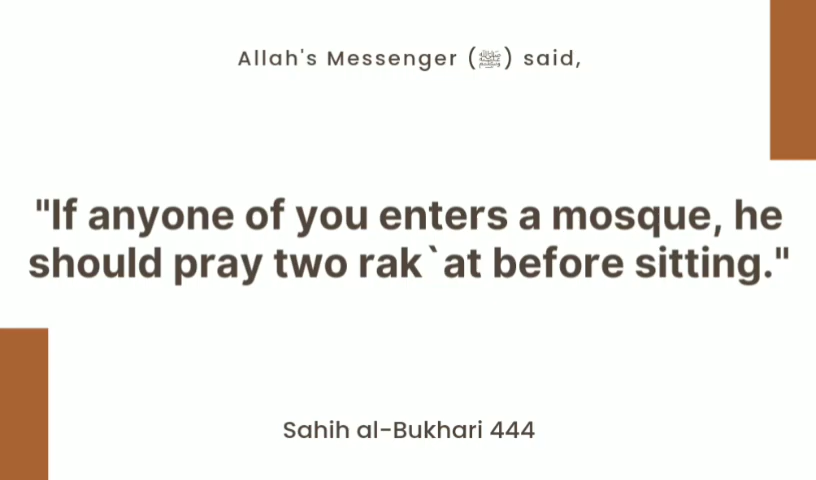 Allah's Messenger (ﷺ) said,
"If anyone of you enters a mosque, he
should pray two rak`at before sitting."
Sahih al-Bukhari 444